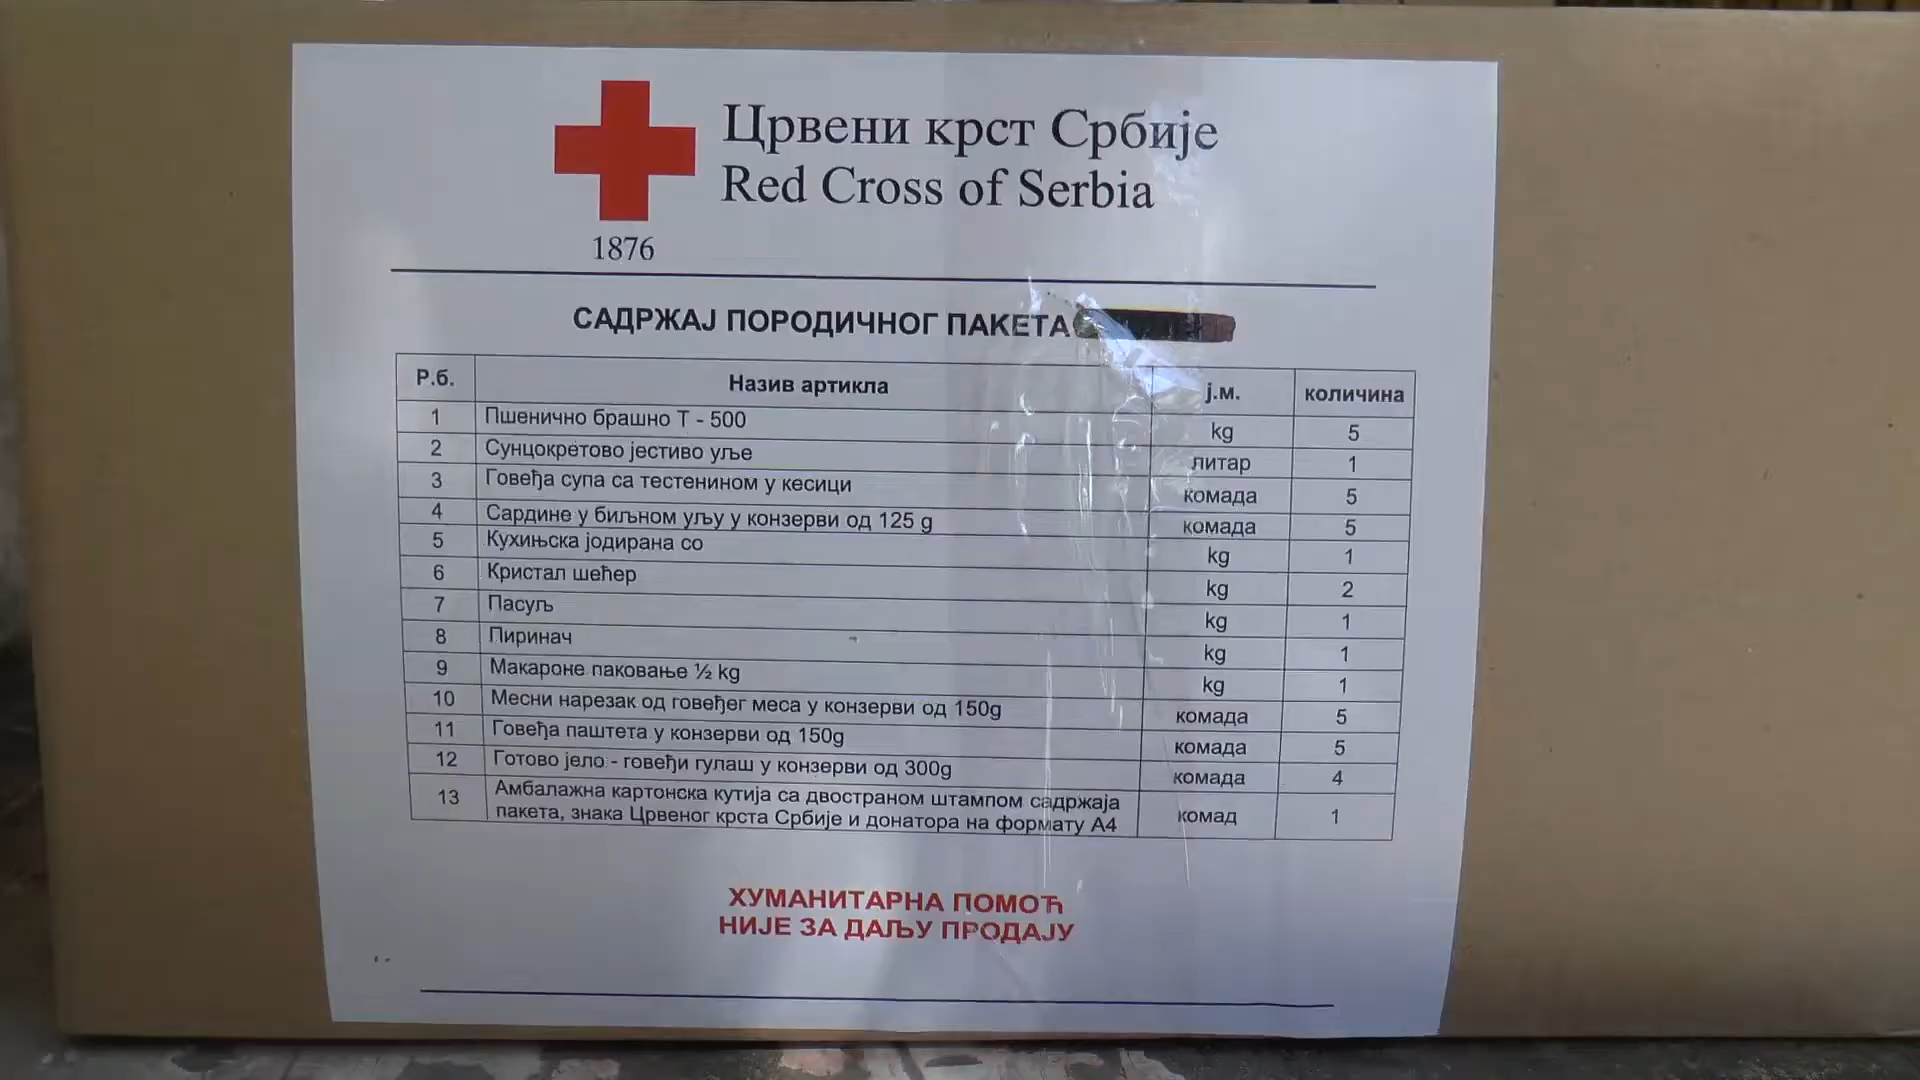 Црвени крст Србије
Red Cross of Serbia
1876
САДРЖАЈ ПОРОДИЧНОГ ПАКЕТА
Р.б. Назив артикла ј.м. количина
1 Пшенично брашно Т - 500 kg 5
2 Сунцокретово јестиво уље литар 1
3 Говеђа супа са тестенином у кесици комада 5
4 Сардине у биљном уљу у конзерви од 125 g комада 5
5 Кухињска јодирана со kg 1
6 Кристал шећер kg 2
7 Пасуљ kg 1
8 Пиринач kg 1
9 Макароне паковање ½ kg kg 1
10 Месни нарезак од говеђег меса у конзерви од 150g комада 5
11 Говеђа паштета у конзерви од 150g комада 5
12 Готово јело - говеђи гулаш у конзерви од 300g комада 4
13 Амбалажна картонска кутија са двостраном штампом садржаја
пакета, знака Црвеног крста Србије и донатора на формату А4 комад 1
ХУМАНИТАРНА ПОМОЋ
НИЈЕ ЗА ДАЉУ ПРОДАЈУ